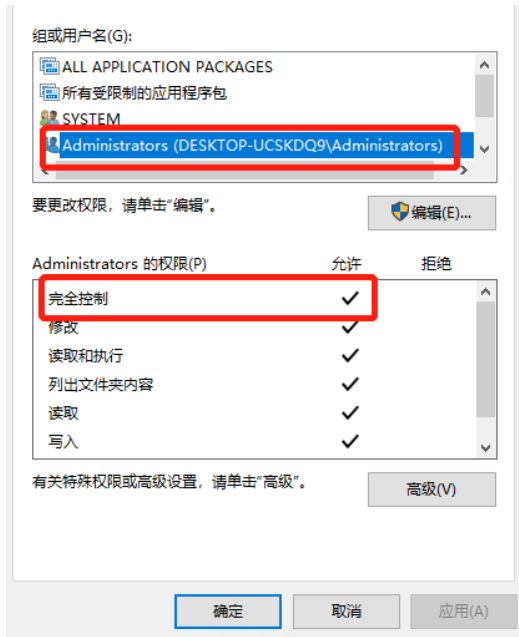 组或用户名(G):
ALL APPLICATION PACKAGES
所有受限制的应用程序包
SYSTEM
Administrators (DESKTOP-UCSKDQ9\Administrators)
要更改权限，请单击“编辑”。
编辑(E)...
Administrators 的权限(P) 允许 拒绝
完全控制
修改
读取和执行
列出文件夹内容
读取
写入
有关特殊权限或高级设置，请单击“高级”。
高级(V)
确定 取消 应用(A)